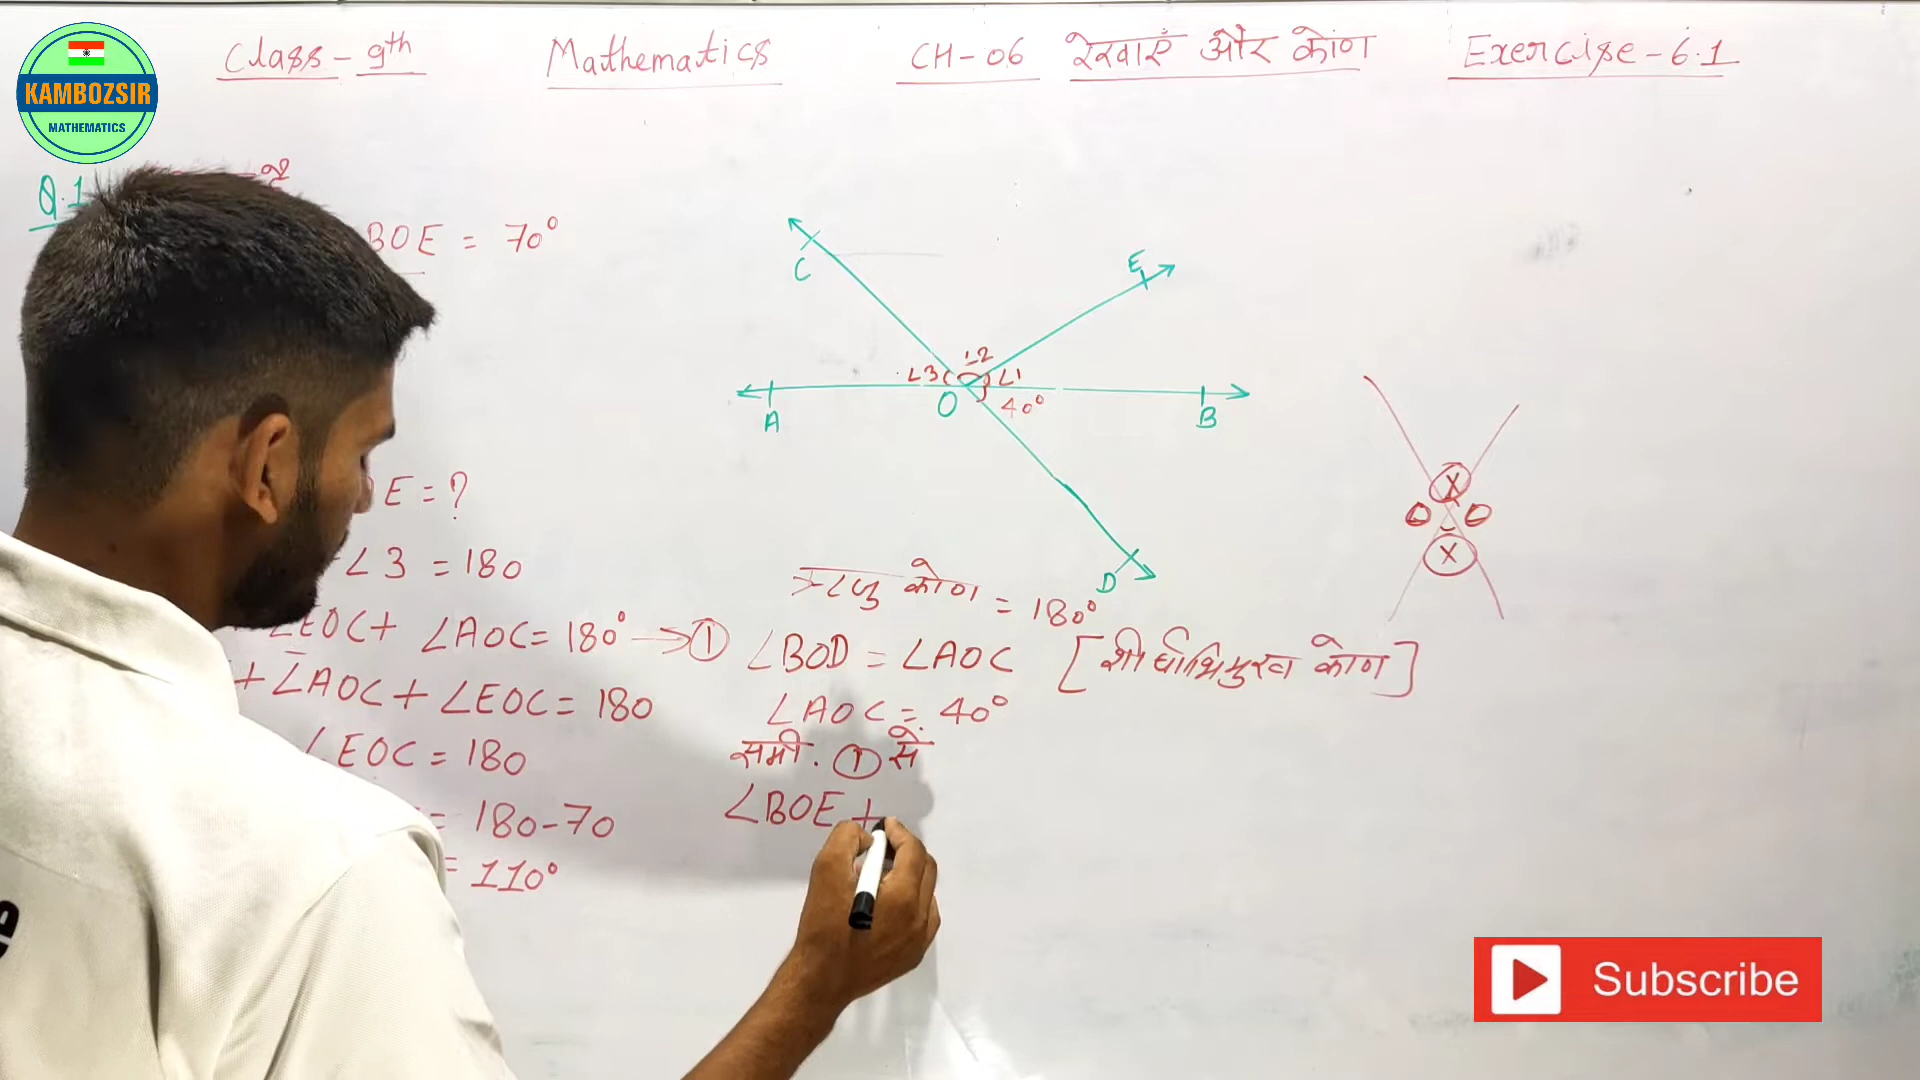 KAMBOZSIR
MATHEMATICS
Class - 9th Mathematics CH-06 रेखाएँ और कोण Exercise - 6.1
Q.1
BOE = 70°
C
E
∠3 ∠2 ∠1
A O 40° B
D
X
O O
X
E = ?
∠3 = 180
ऋजु कोण = 180°
∠EOC + ∠AOC = 180° → ①
∠BOD = ∠AOC [शीर्षाभिमुख कोण]
+ ∠AOC + ∠EOC = 180
∠AOC = 40°
∠EOC = 180
समी. ① से
= 180-70
∠BOE +
= 110°
Subscribe